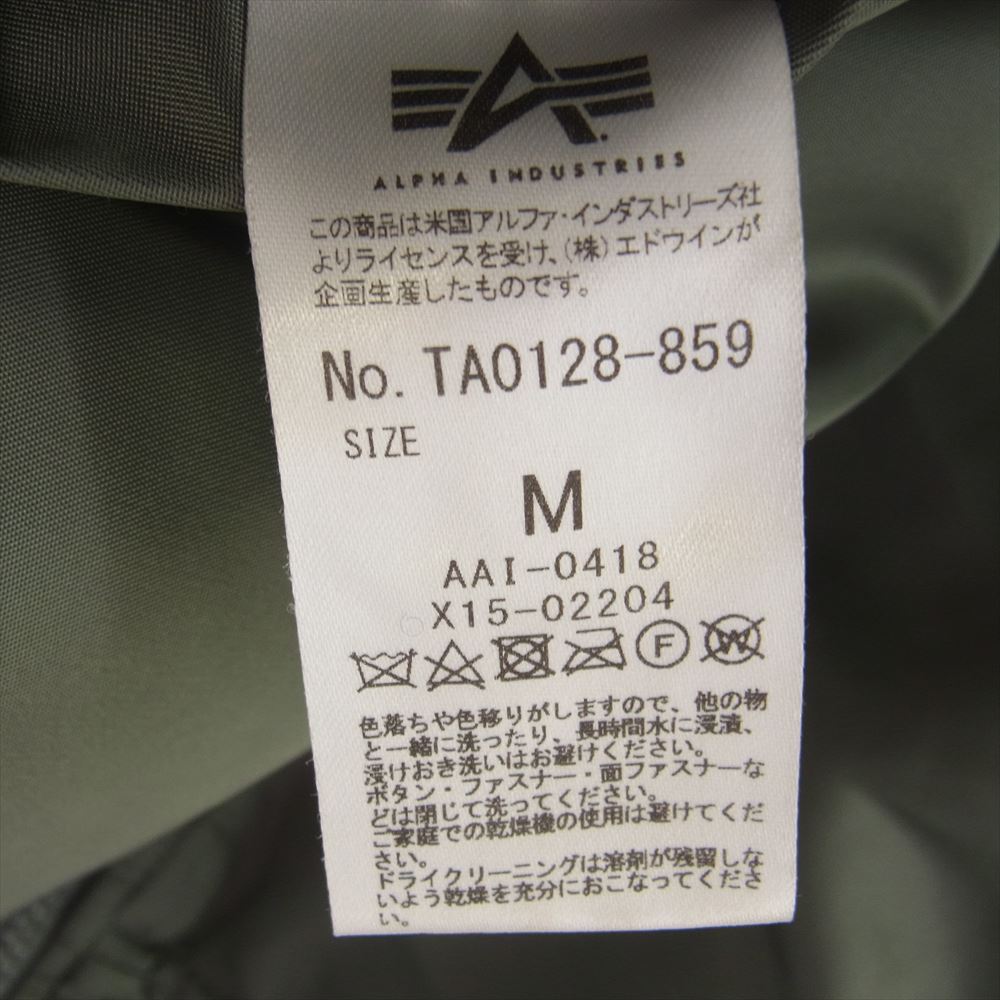 ALPHA INDUSTRIES
この商品は米国アルファ・インダストリーズ社
よりライセンスを受け、(株)エドウインが
企画生産したものです。
No. TA0128-859
SIZE
M
AAI-0418
X15-02204
F W
色落ちや色移りがしますので、他の物
と一緒に洗ったり、長時間水に浸漬、
浸けおき洗いはお避けください。
ボタン・ファスナー・面ファスナーな
どは閉じて洗ってください。
ご家庭での乾燥機の使用は避けてくだ
さい。
ドライクリーニングは溶剤が残留しな
いよう乾燥を充分におこなってくださ
い。